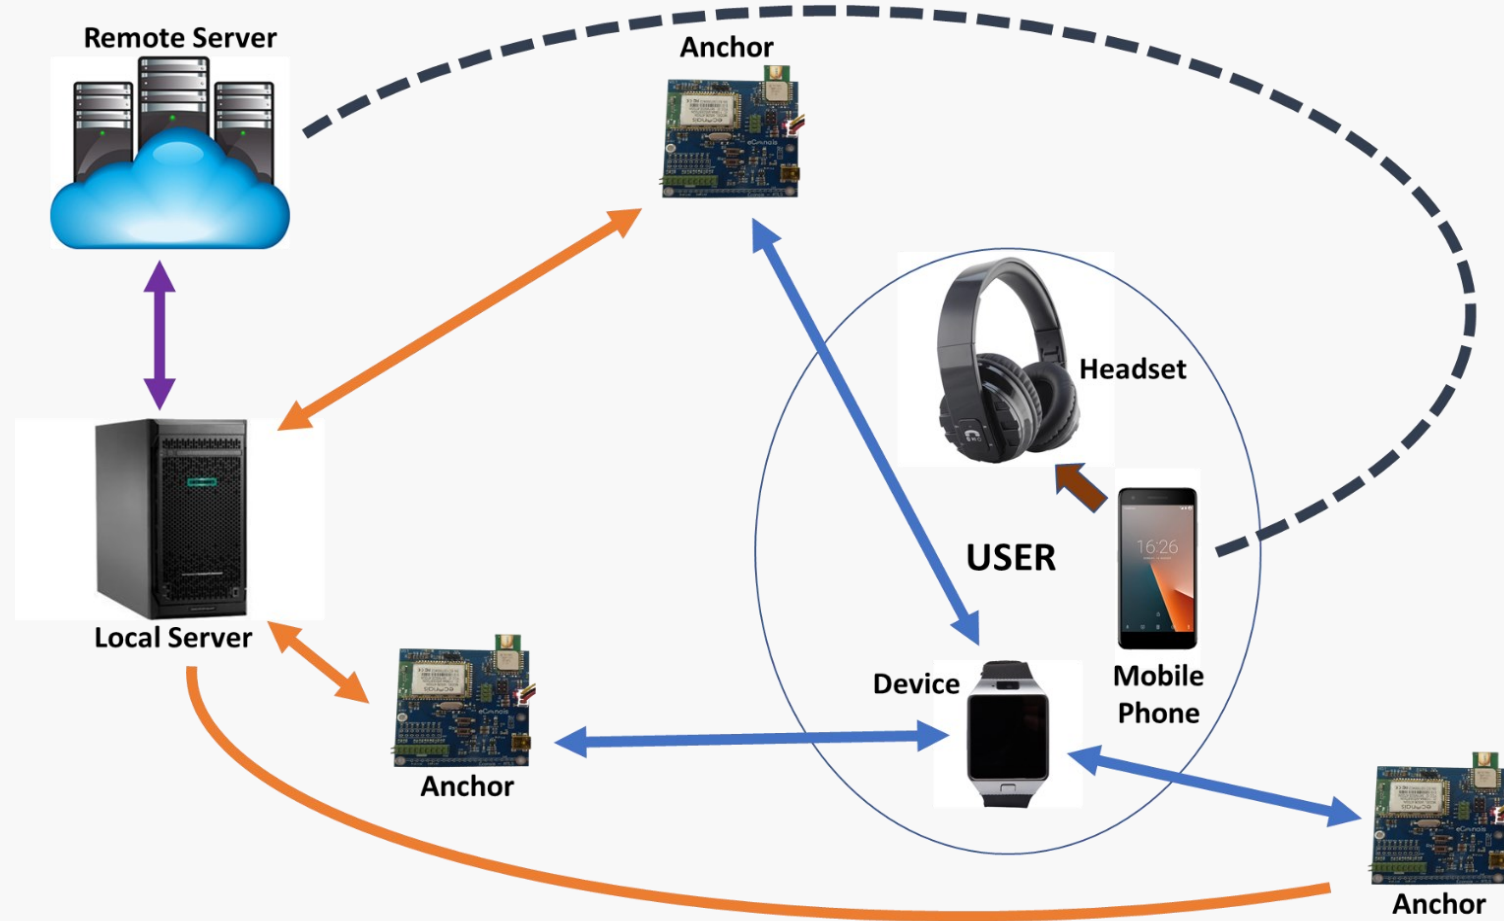 Remote Server
Anchor
Headset
16:26
USER
Local Server
Device
Mobile
Phone
Anchor
Anchor